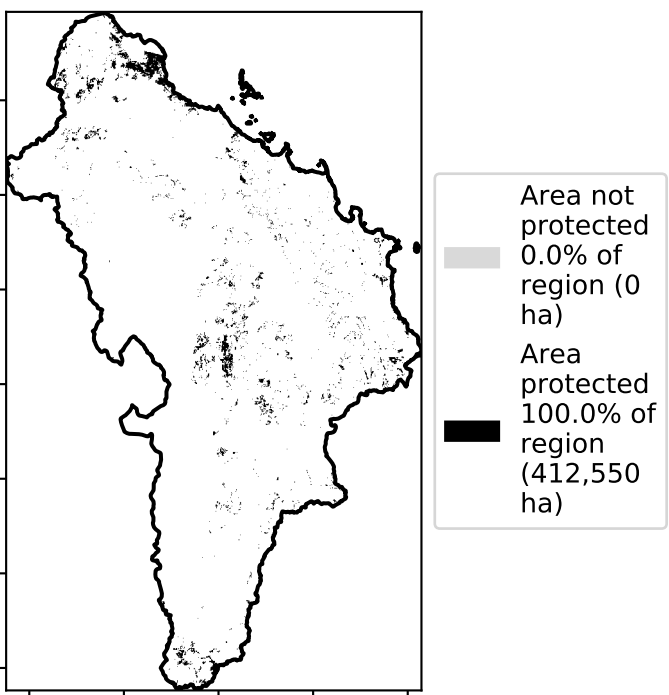 Area not
protected
0.0% of
region (0
ha)
Area
protected
100.0% of
region
(412,550
ha)